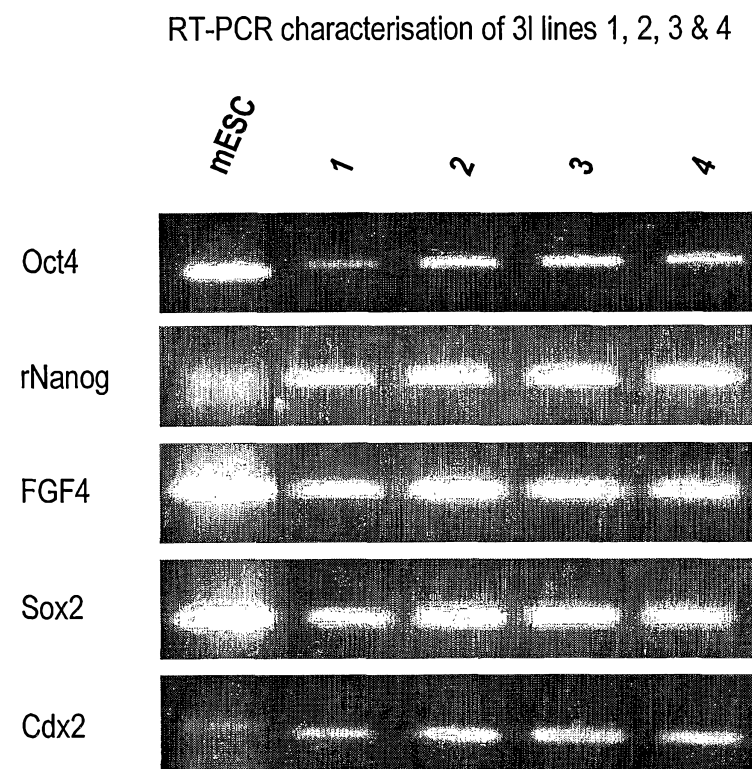 RT-PCR characterisation of 3I lines 1, 2, 3 & 4
mESC 1 2 3 4
Oct4
rNanog
FGF4
Sox2
Cdx2